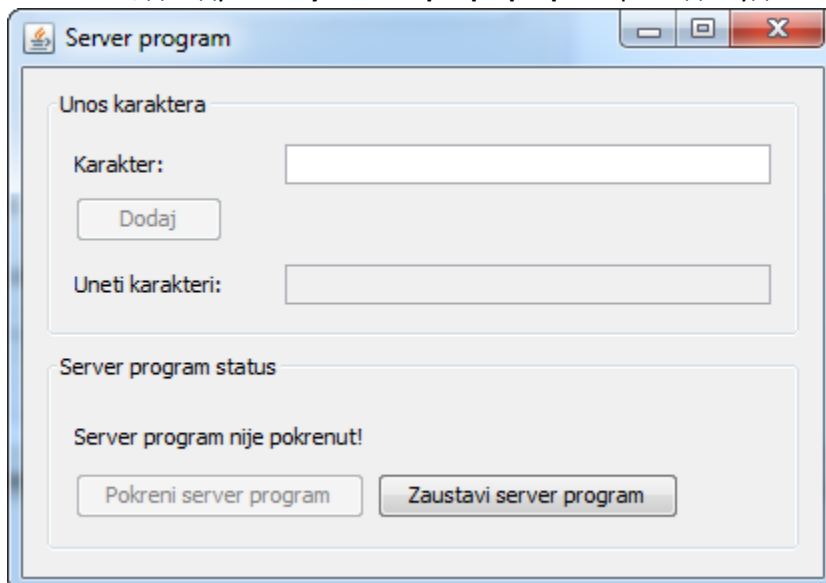 Server program
Unos karaktera
Karakter:
Dodaj
Uneti karakteri:
Server program status
Server program nije pokrenut!
Pokreni server program Zaustavi server program